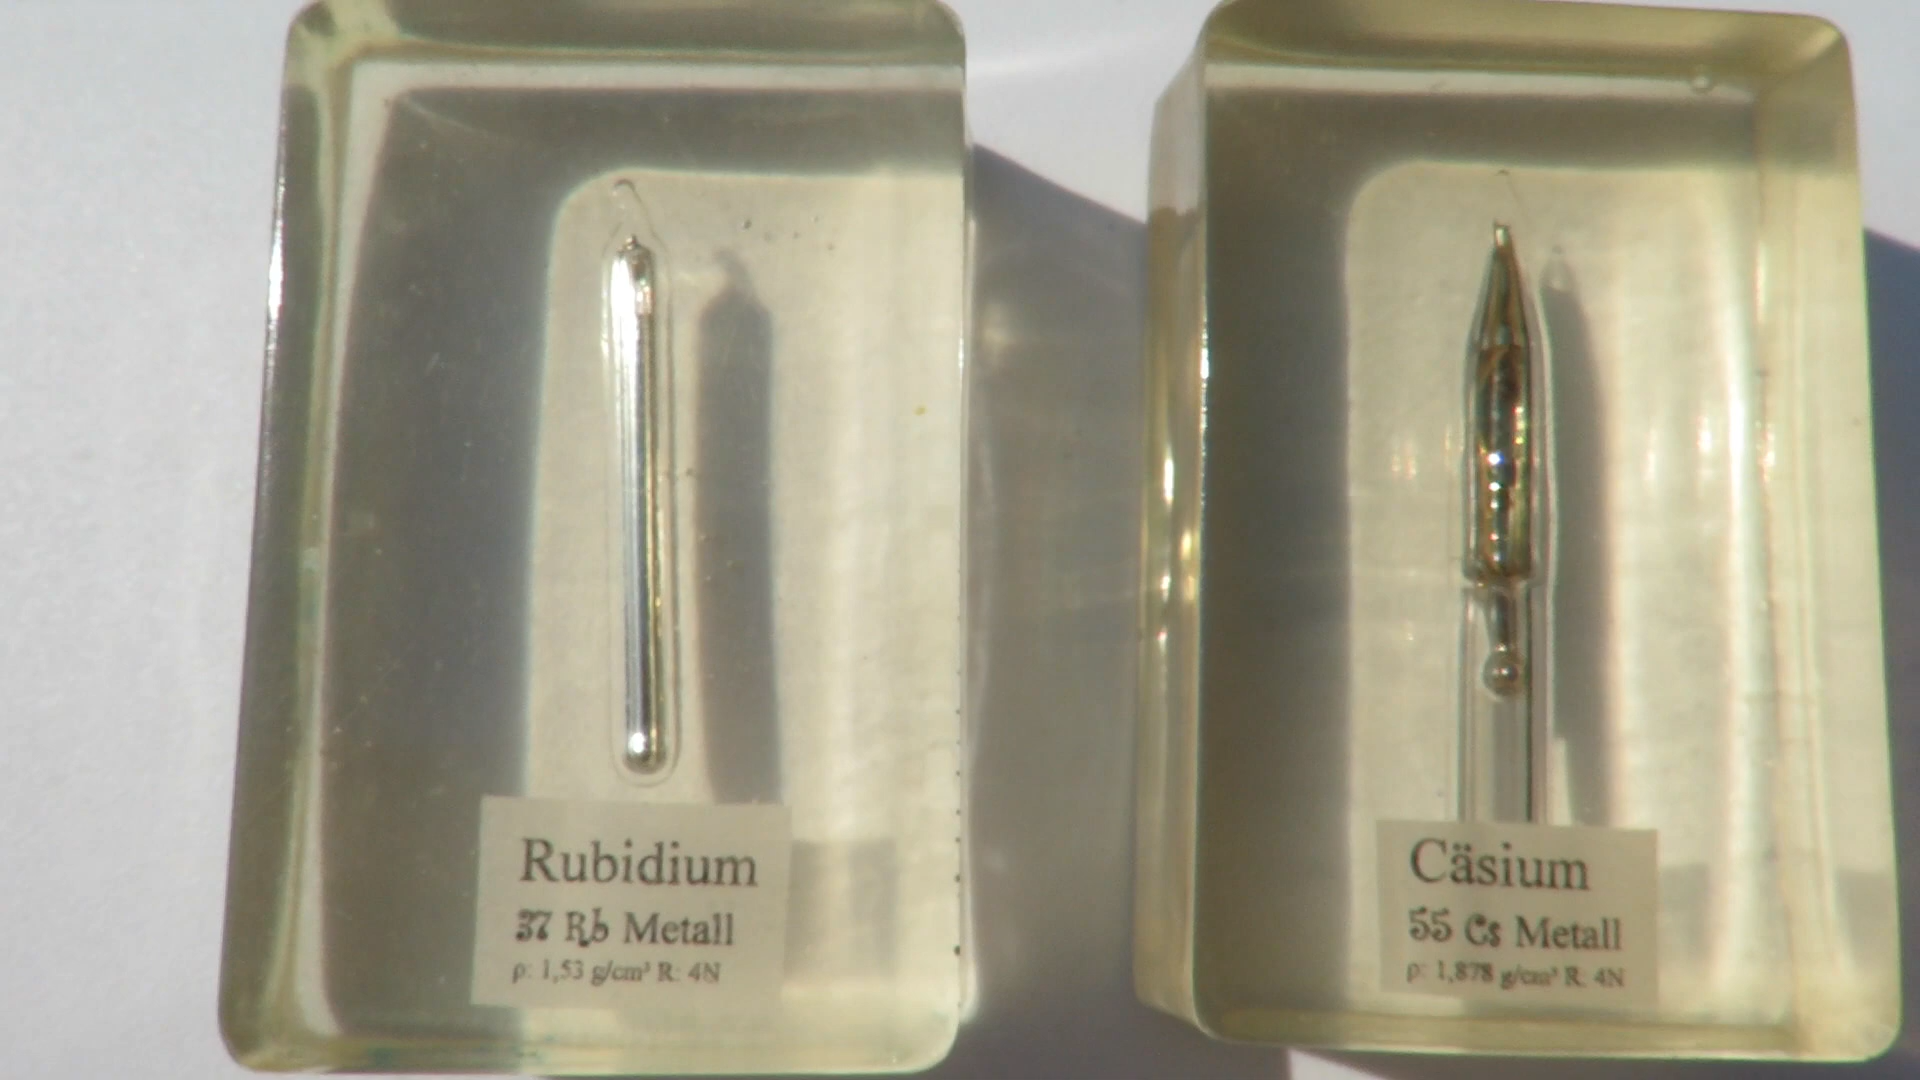 Rubidium
37 Rb Metall
ρ: 1,53 g/cm³ R: 4N
Cäsium
55 Cs Metall
ρ: 1,878 g/cm³ R: 4N